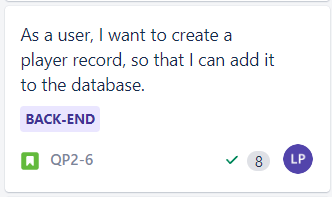 As a user, I want to create a
player record, so that I can add it
to the database.
BACK-END
QP2-6 8 LP